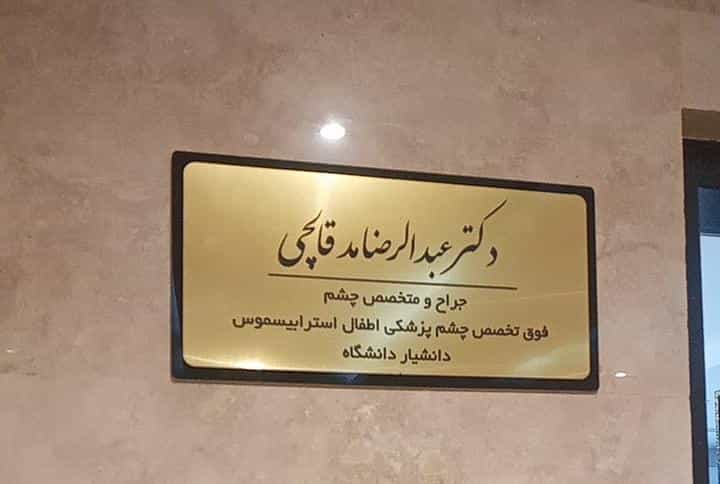 دکتر عبدالرضا مدقالچی
جراح و متخصص چشم
فوق تخصص چشم پزشکی اطفال استرابیسموس
دانشیار دانشگاه